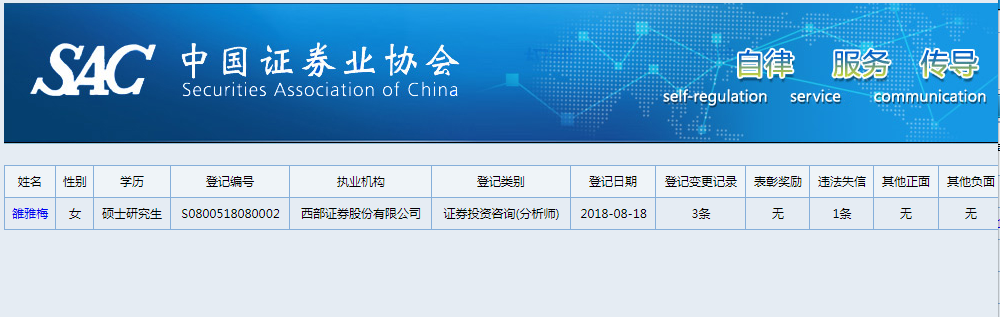 SAC 中国证券业协会
Securities Association of China
自律 服务 传导
self-regulation service communication
姓名 性别 学历 登记编号 执业机构 登记类别 登记日期 登记变更记录 表彰奖励 违法失信 其他正面 其他负面
雒雅梅 女 硕士研究生 S0800518080002 西部证券股份有限公司 证券投资咨询(分析师) 2018-08-18 3条 无 1条 无 无